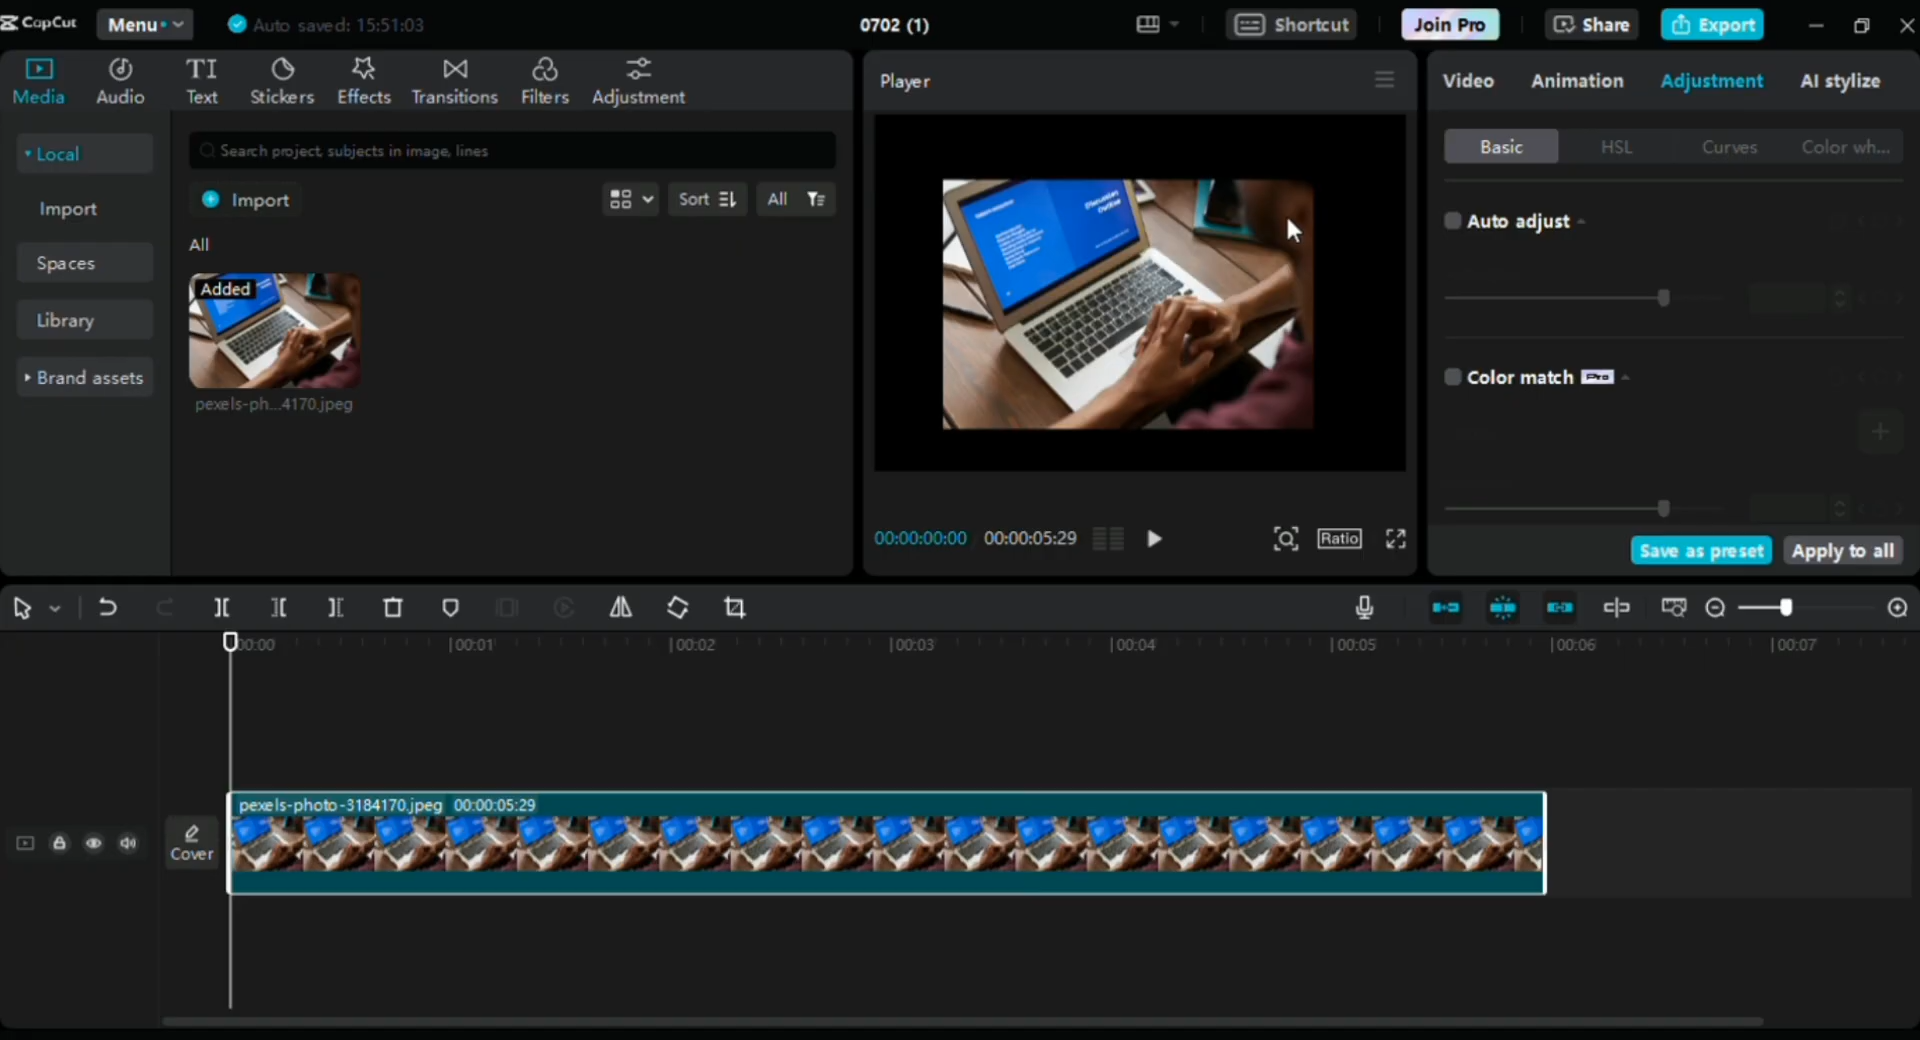 CapCut Menu Auto saved: 15:51:03 0702 (1) Shortcut Join Pro Share Export
Media Audio Text Stickers Effects Transitions Filters Adjustment
Local
Import
Spaces
Library
Brand assets
Search project, subjects in image, lines
Import Sort All
All
Added
pexels-ph...4170.jpeg
Player
00:00:00:00 00:00:05:29 Ratio
Video Animation Adjustment AI stylize
Basic HSL Curves Color wh...
Auto adjust
Color match Pro
Save as preset Apply to all
00:00 00:01 00:02 00:03 00:04 00:05 00:06 00:07
Cover
pexels-photo-3184170.jpeg 00:00:05:29